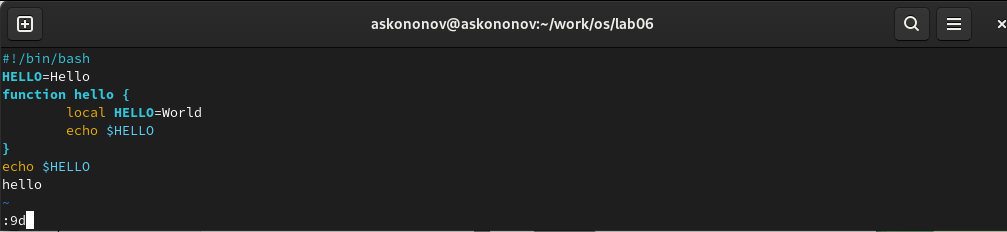 askononov@askononov:~/work/os/lab06
#!/bin/bash
HELLO=Hello
function hello {
        local HELLO=World
        echo $HELLO
}
echo $HELLO
hello
~
:9d